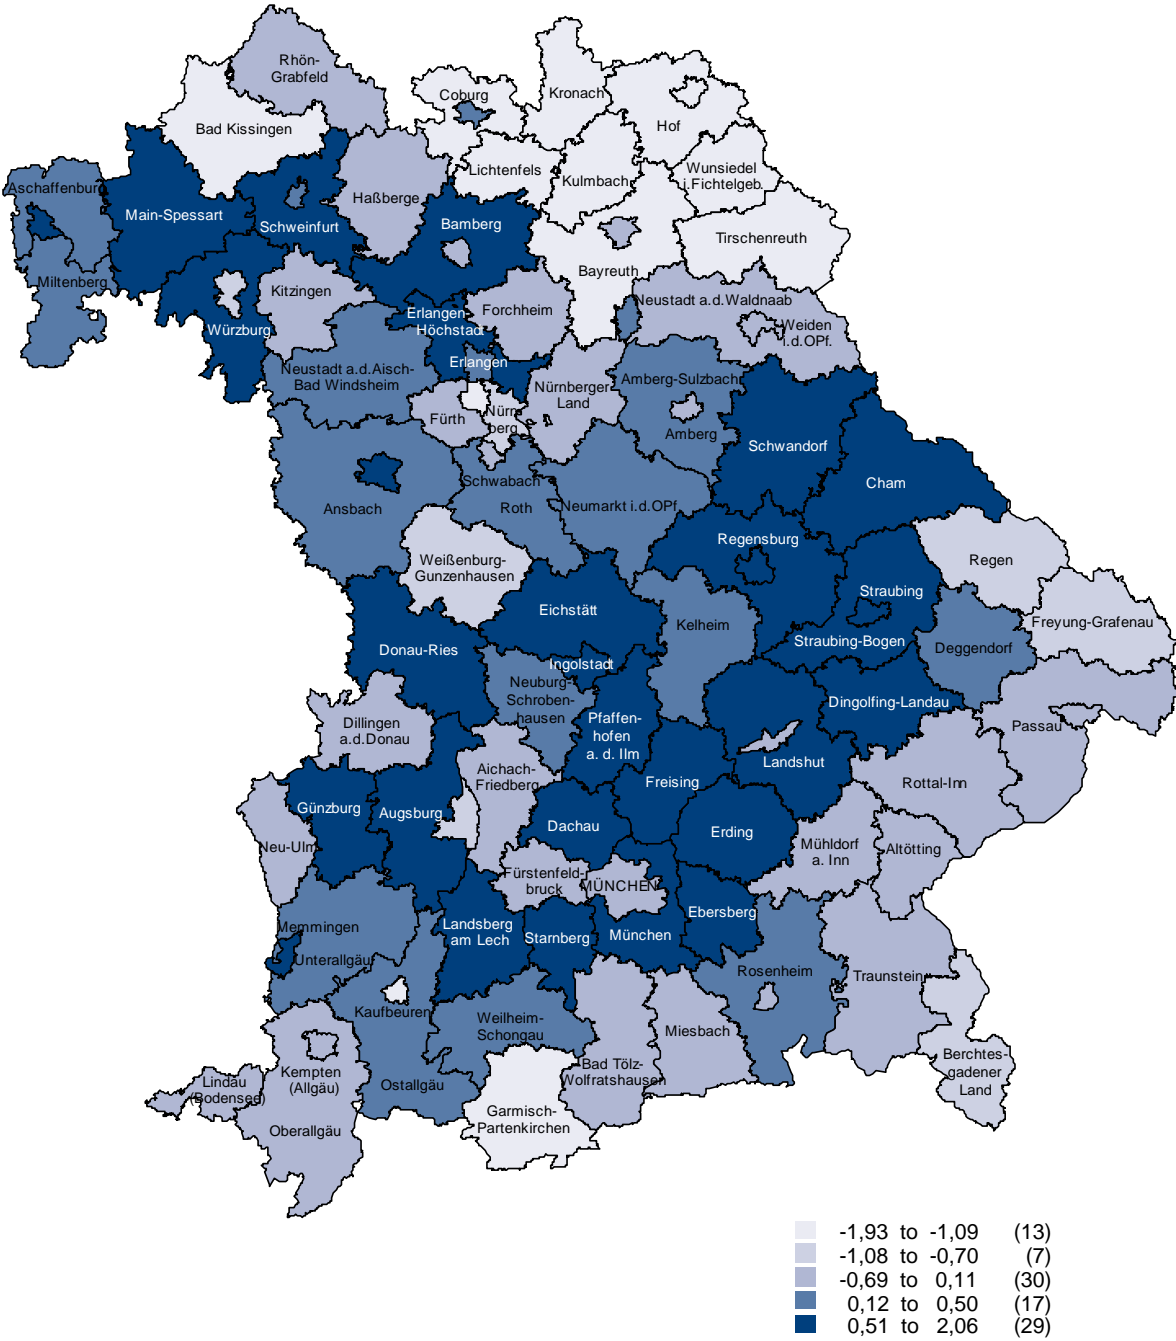 Rhön-
Grabfeld
Coburg
Kronach
Hof
Bad Kissingen
Lichtenfels
Kulmbach
Wunsiedel
i.Fichtelgeb.
Aschaffenburg
Main-Spessart
Schweinfurt
Haßberge
Bamberg
Tirschenreuth
Bayreuth
Miltenberg
Kitzingen
Würzburg
Erlangen-
Höchstadt
Forchheim
Neustadt a.d.Waldnaab
Weiden
i.d.OPf.
Erlangen
Neustadt a.d.Aisch-
Bad Windsheim
Nürnberger
Land
Amberg-Sulzbach
Fürth
Nürn-
berg
Amberg
Schwandorf
Cham
Ansbach
Schwabach
Roth
Neumarkt i.d.OPf
Regensburg
Weißenburg-
Gunzenhausen
Regen
Straubing
Eichstätt
Kelheim
Freyung-Grafenau
Donau-Ries
Straubing-Bogen
Deggendorf
Ingolstadt
Neuburg-
Schroben-
hausen
Dingolfing-Landau
Dillingen
a.d.Donau
Pfaffen-
hofen
a. d. Ilm
Passau
Aichach-
Friedberg
Landshut
Freising
Rottal-Inn
Günzburg
Augsburg
Dachau
Erding
Neu-Ulm
Mühldorf
a. Inn
Altötting
Fürstenfeld-
bruck
MÜNCHEN
Memmingen
Landsberg
am Lech
Starnberg
München
Ebersberg
Unterallgäu
Rosenheim
Traunstein
Kaufbeuren
Weilheim-
Schongau
Miesbach
Berchtes-
gadener
Land
Lindau
(Bodensee)
Kempten
(Allgäu)
Ostallgäu
Bad Tölz-
Wolfratshausen
Garmisch-
Partenkirchen
Oberallgäu
-1,93 to -1,09 (13)
-1,08 to -0,70 (7)
-0,69 to 0,11 (30)
0,12 to 0,50 (17)
0,51 to 2,06 (29)